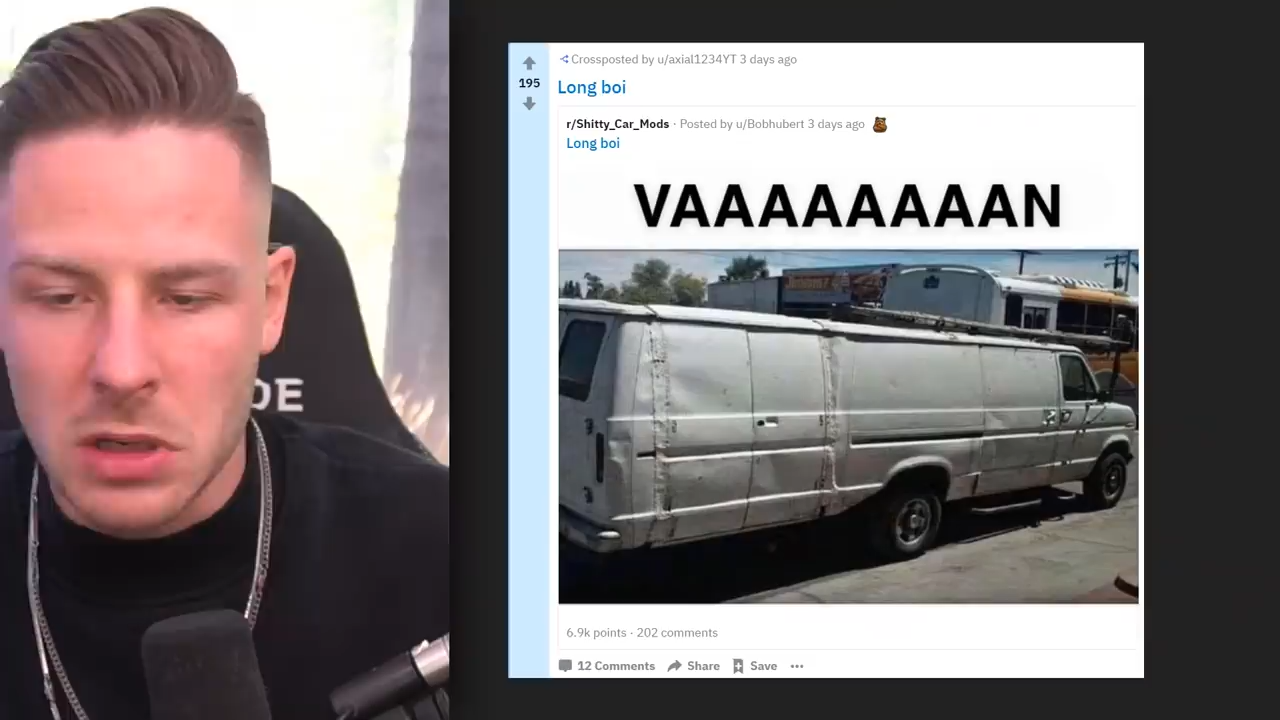 DE
Crossposted by u/axial1234YT 3 days ago
195
Long boi
r/Shitty_Car_Mods · Posted by u/Bobhubert 3 days ago
Long boi
VAAAAAAAAN
6.9k points · 202 comments
12 Comments Share Save